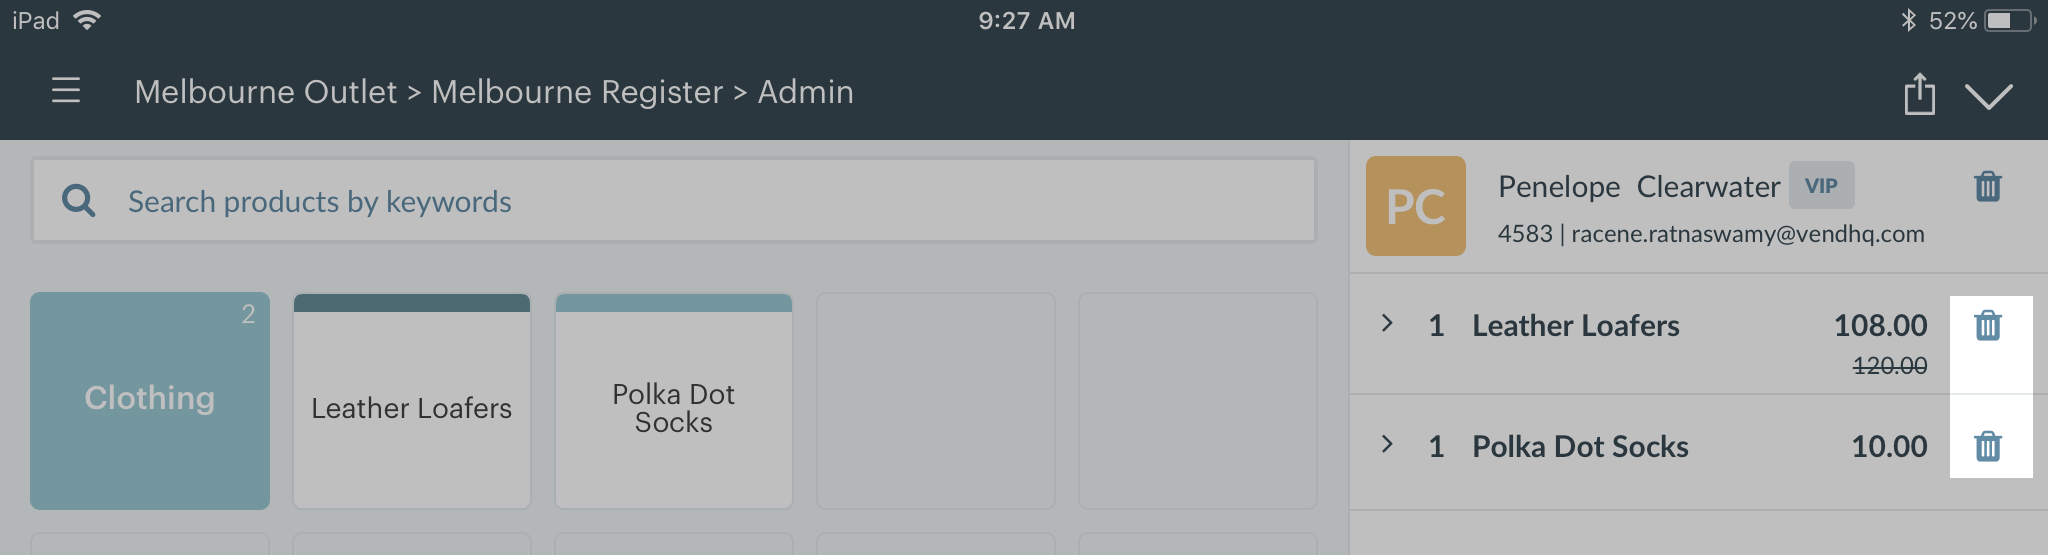 iPad 9:27 AM 52%
Melbourne Outlet > Melbourne Register > Admin
Search products by keywords
2
Clothing
Leather Loafers
Polka Dot
Socks
PC
Penelope Clearwater VIP
4583 | racene.ratnaswamy@vendhq.com
1 Leather Loafers 108.00
120.00
1 Polka Dot Socks 10.00